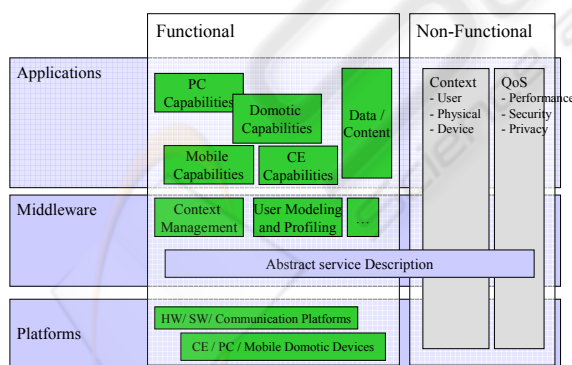 Functional
Non-Functional
Applications
PC
Capabilities
Domotic
Capabilities
Data /
Content
Mobile
Capabilities
CE
Capabilities
Context
- User
- Physical
- Device
QoS
- Performance
- Security
- Privacy
Middleware
Context
Management
User Modeling
and Profiling
...
Abstract service Description
Platforms
HW/ SW/ Communication Platforms
CE / PC / Mobile Domotic Devices